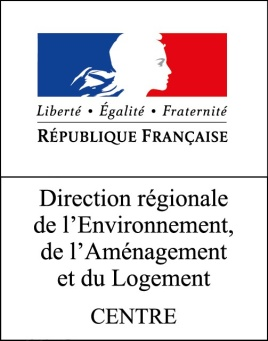 Liberté • Égalité • Fraternité
RÉPUBLIQUE FRANÇAISE
Direction régionale
de l'Environnement,
de l'Aménagement
et du Logement
CENTRE